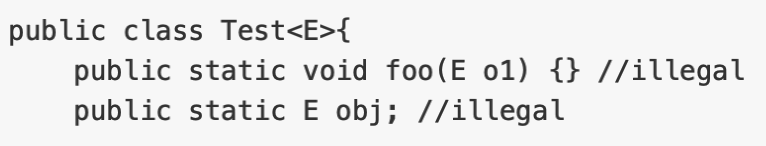 public class Test<E>{
    public static void foo(E o1) {} //illegal
    public static E obj; //illegal